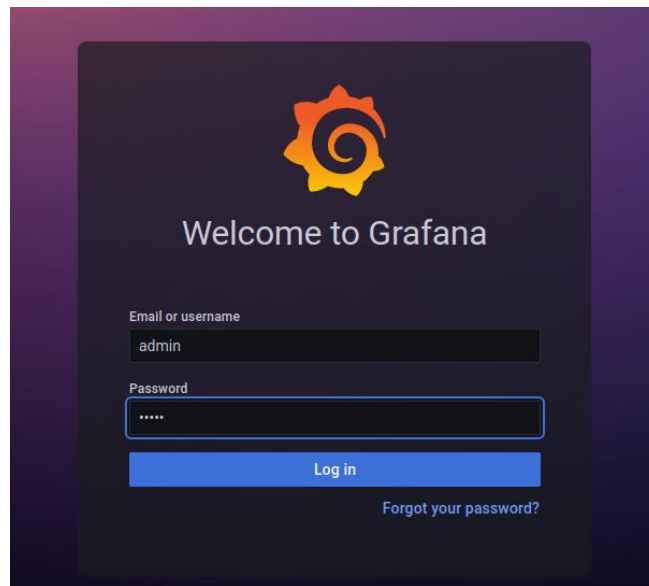 Welcome to Grafana
Email or username
admin
Password
•••••
Log in
Forgot your password?